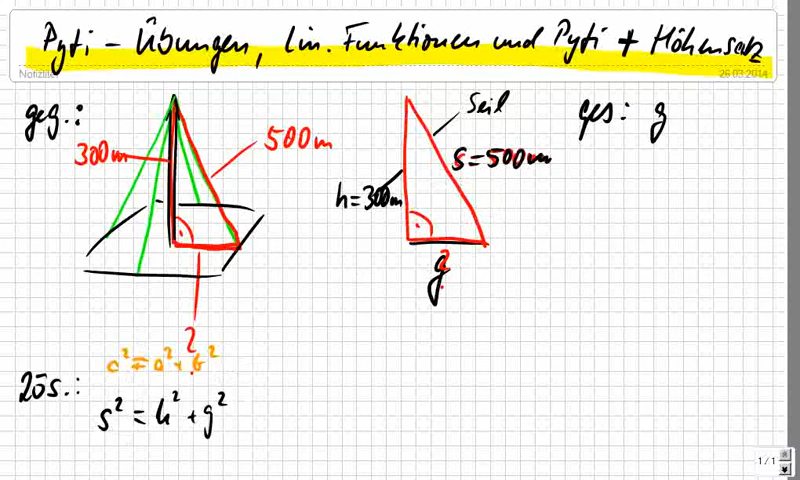 Pyti - Übungen, lin. Funktionen und Pyti + Höhensatz
Notiztitel
26.03.2014
geg.:
300m
500m
?
Seil
s = 500m
h = 300m
g
?
ges: g
c² = a² + b²
Lös.:
s² = h² + g²
1 / 1